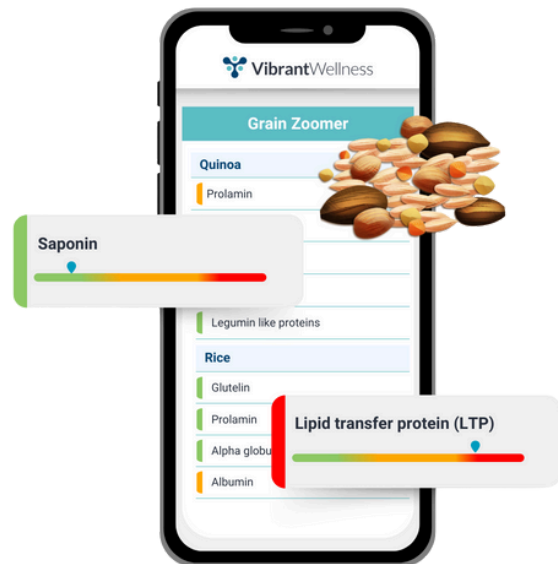 VibrantWellness
Grain Zoomer
Quinoa
Prolamin
Saponin
Legumin like proteins
Rice
Glutelin
Prolamin
Lipid transfer protein (LTP)
Alpha globu
Albumin